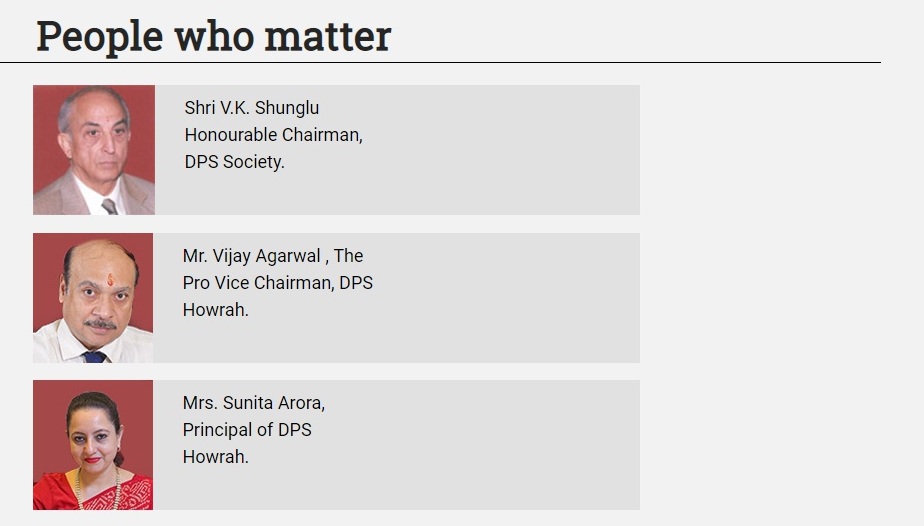 People who matter
Shri V.K. Shunglu
Honourable Chairman,
DPS Society.
Mr. Vijay Agarwal , The
Pro Vice Chairman, DPS
Howrah.
Mrs. Sunita Arora,
Principal of DPS
Howrah.